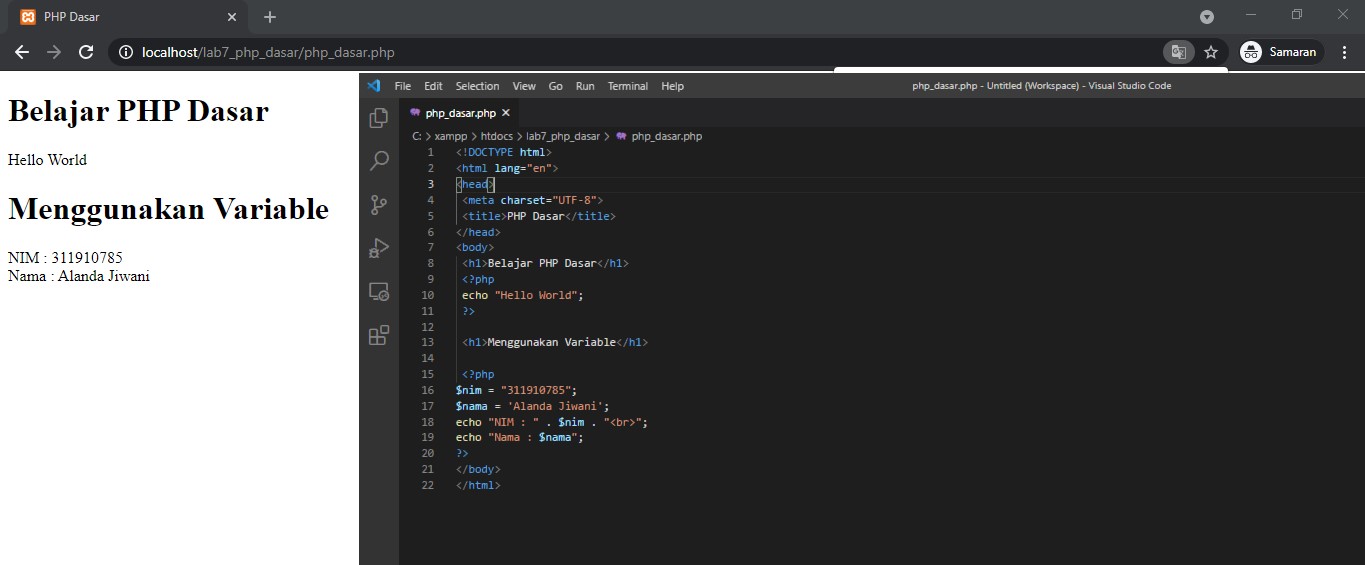 PHP Dasar
localhost/lab7_php_dasar/php_dasar.php
Samaran
Belajar PHP Dasar
Hello World
Menggunakan Variable
NIM : 311910785
Nama : Alanda Jiwani
File Edit Selection View Go Run Terminal Help
php_dasar.php - Untitled (Workspace) - Visual Studio Code
php_dasar.php
C: > xampp > htdocs > lab7_php_dasar > php_dasar.php
1 <!DOCTYPE html>
2 <html lang="en">
3 <head>
4 <meta charset="UTF-8">
5 <title>PHP Dasar</title>
6 </head>
7 <body>
8 <h1>Belajar PHP Dasar</h1>
9 <?php
10 echo "Hello World";
11 ?>
12
13 <h1>Menggunakan Variable</h1>
14
15 <?php
16 $nim = "311910785";
17 $nama = 'Alanda Jiwani';
18 echo "NIM : " . $nim . "<br>";
19 echo "Nama : $nama";
20 ?>
21 </body>
22 </html>